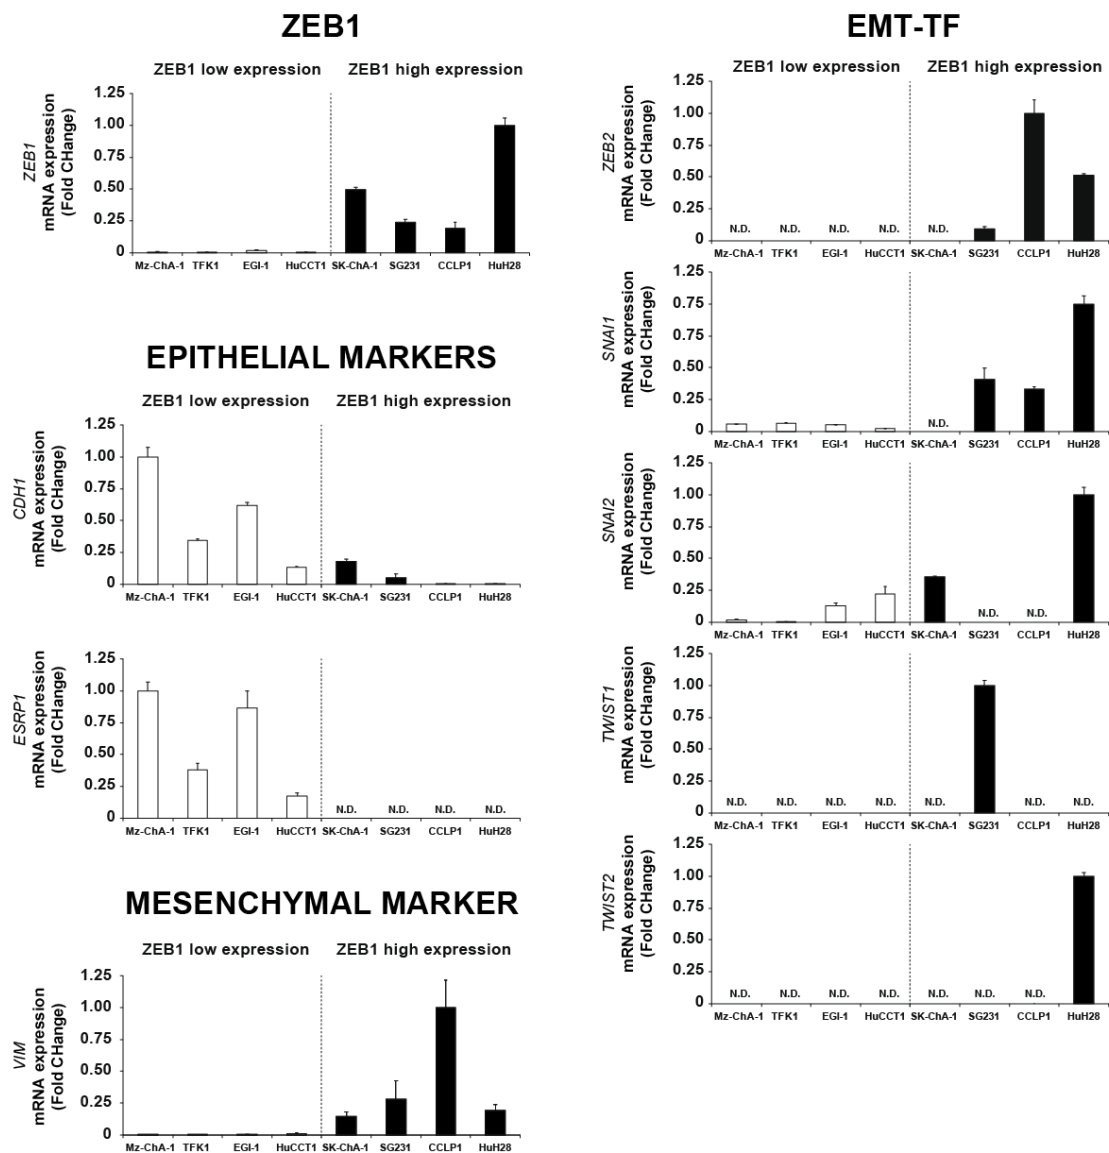 ZEB1
ZEB1 low expression
ZEB1 high expression
ZEB1
mRNA expression
(Fold CHange)
1.25
1.00
0.75
0.50
0.25
0
Mz-ChA-1 TFK1 EGI-1 HuCCT1 SK-ChA-1 SG231 CCLP1 HuH28
EPITHELIAL MARKERS
ZEB1 low expression
ZEB1 high expression
CDH1
mRNA expression
(Fold CHange)
1.25
1.00
0.75
0.50
0.25
0
Mz-ChA-1 TFK1 EGI-1 HuCCT1 SK-ChA-1 SG231 CCLP1 HuH28
ESRP1
mRNA expression
(Fold CHange)
1.25
1.00
0.75
0.50
0.25
0
N.D. N.D. N.D. N.D.
Mz-ChA-1 TFK1 EGI-1 HuCCT1 SK-ChA-1 SG231 CCLP1 HuH28
MESENCHYMAL MARKER
ZEB1 low expression
ZEB1 high expression
VIM
mRNA expression
(Fold CHange)
1.25
1.00
0.75
0.50
0.25
0
Mz-ChA-1 TFK1 EGI-1 HuCCT1 SK-ChA-1 SG231 CCLP1 HuH28
EMT-TF
ZEB1 low expression
ZEB1 high expression
ZEB2
mRNA expression
(Fold CHange)
1.25
1.00
0.75
0.50
0.25
0
N.D. N.D. N.D. N.D. N.D.
Mz-ChA-1 TFK1 EGI-1 HuCCT1 SK-ChA-1 SG231 CCLP1 HuH28
SNAI1
mRNA expression
(Fold CHange)
1.25
0.75
0.75
0.50
0.25
0
N.D.
Mz-ChA-1 TFK1 EGI-1 HuCCT1 SK-ChA-1 SG231 CCLP1 HuH28
SNAI2
mRNA expression
(Fold CHange)
1.25
1.00
0.75
0.50
0.25
0
N.D. N.D.
Mz-ChA-1 TFK1 EGI-1 HuCCT1 SK-ChA-1 SG231 CCLP1 HuH28
TWIST1
mRNA expression
(Fold CHange)
1.25
1.00
0.75
0.50
0.25
0
N.D. N.D. N.D. N.D. N.D. N.D. N.D.
Mz-ChA-1 TFK1 EGI-1 HuCCT1 SK-ChA-1 SG231 CCLP1 HuH28
TWIST2
mRNA expression
(Fold CHange)
1.25
1.00
0.75
0.50
0.25
0
N.D. N.D. N.D. N.D. N.D. N.D. N.D.
Mz-ChA-1 TFK1 EGI-1 HuCCT1 SK-ChA-1 SG231 CCLP1 HuH28